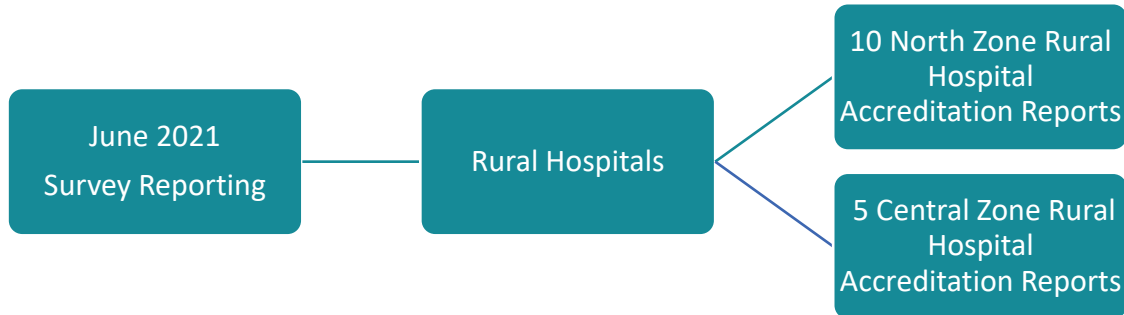 June 2021
Survey Reporting
Rural Hospitals
10 North Zone Rural
Hospital
Accreditation Reports
5 Central Zone Rural
Hospital
Accreditation Reports